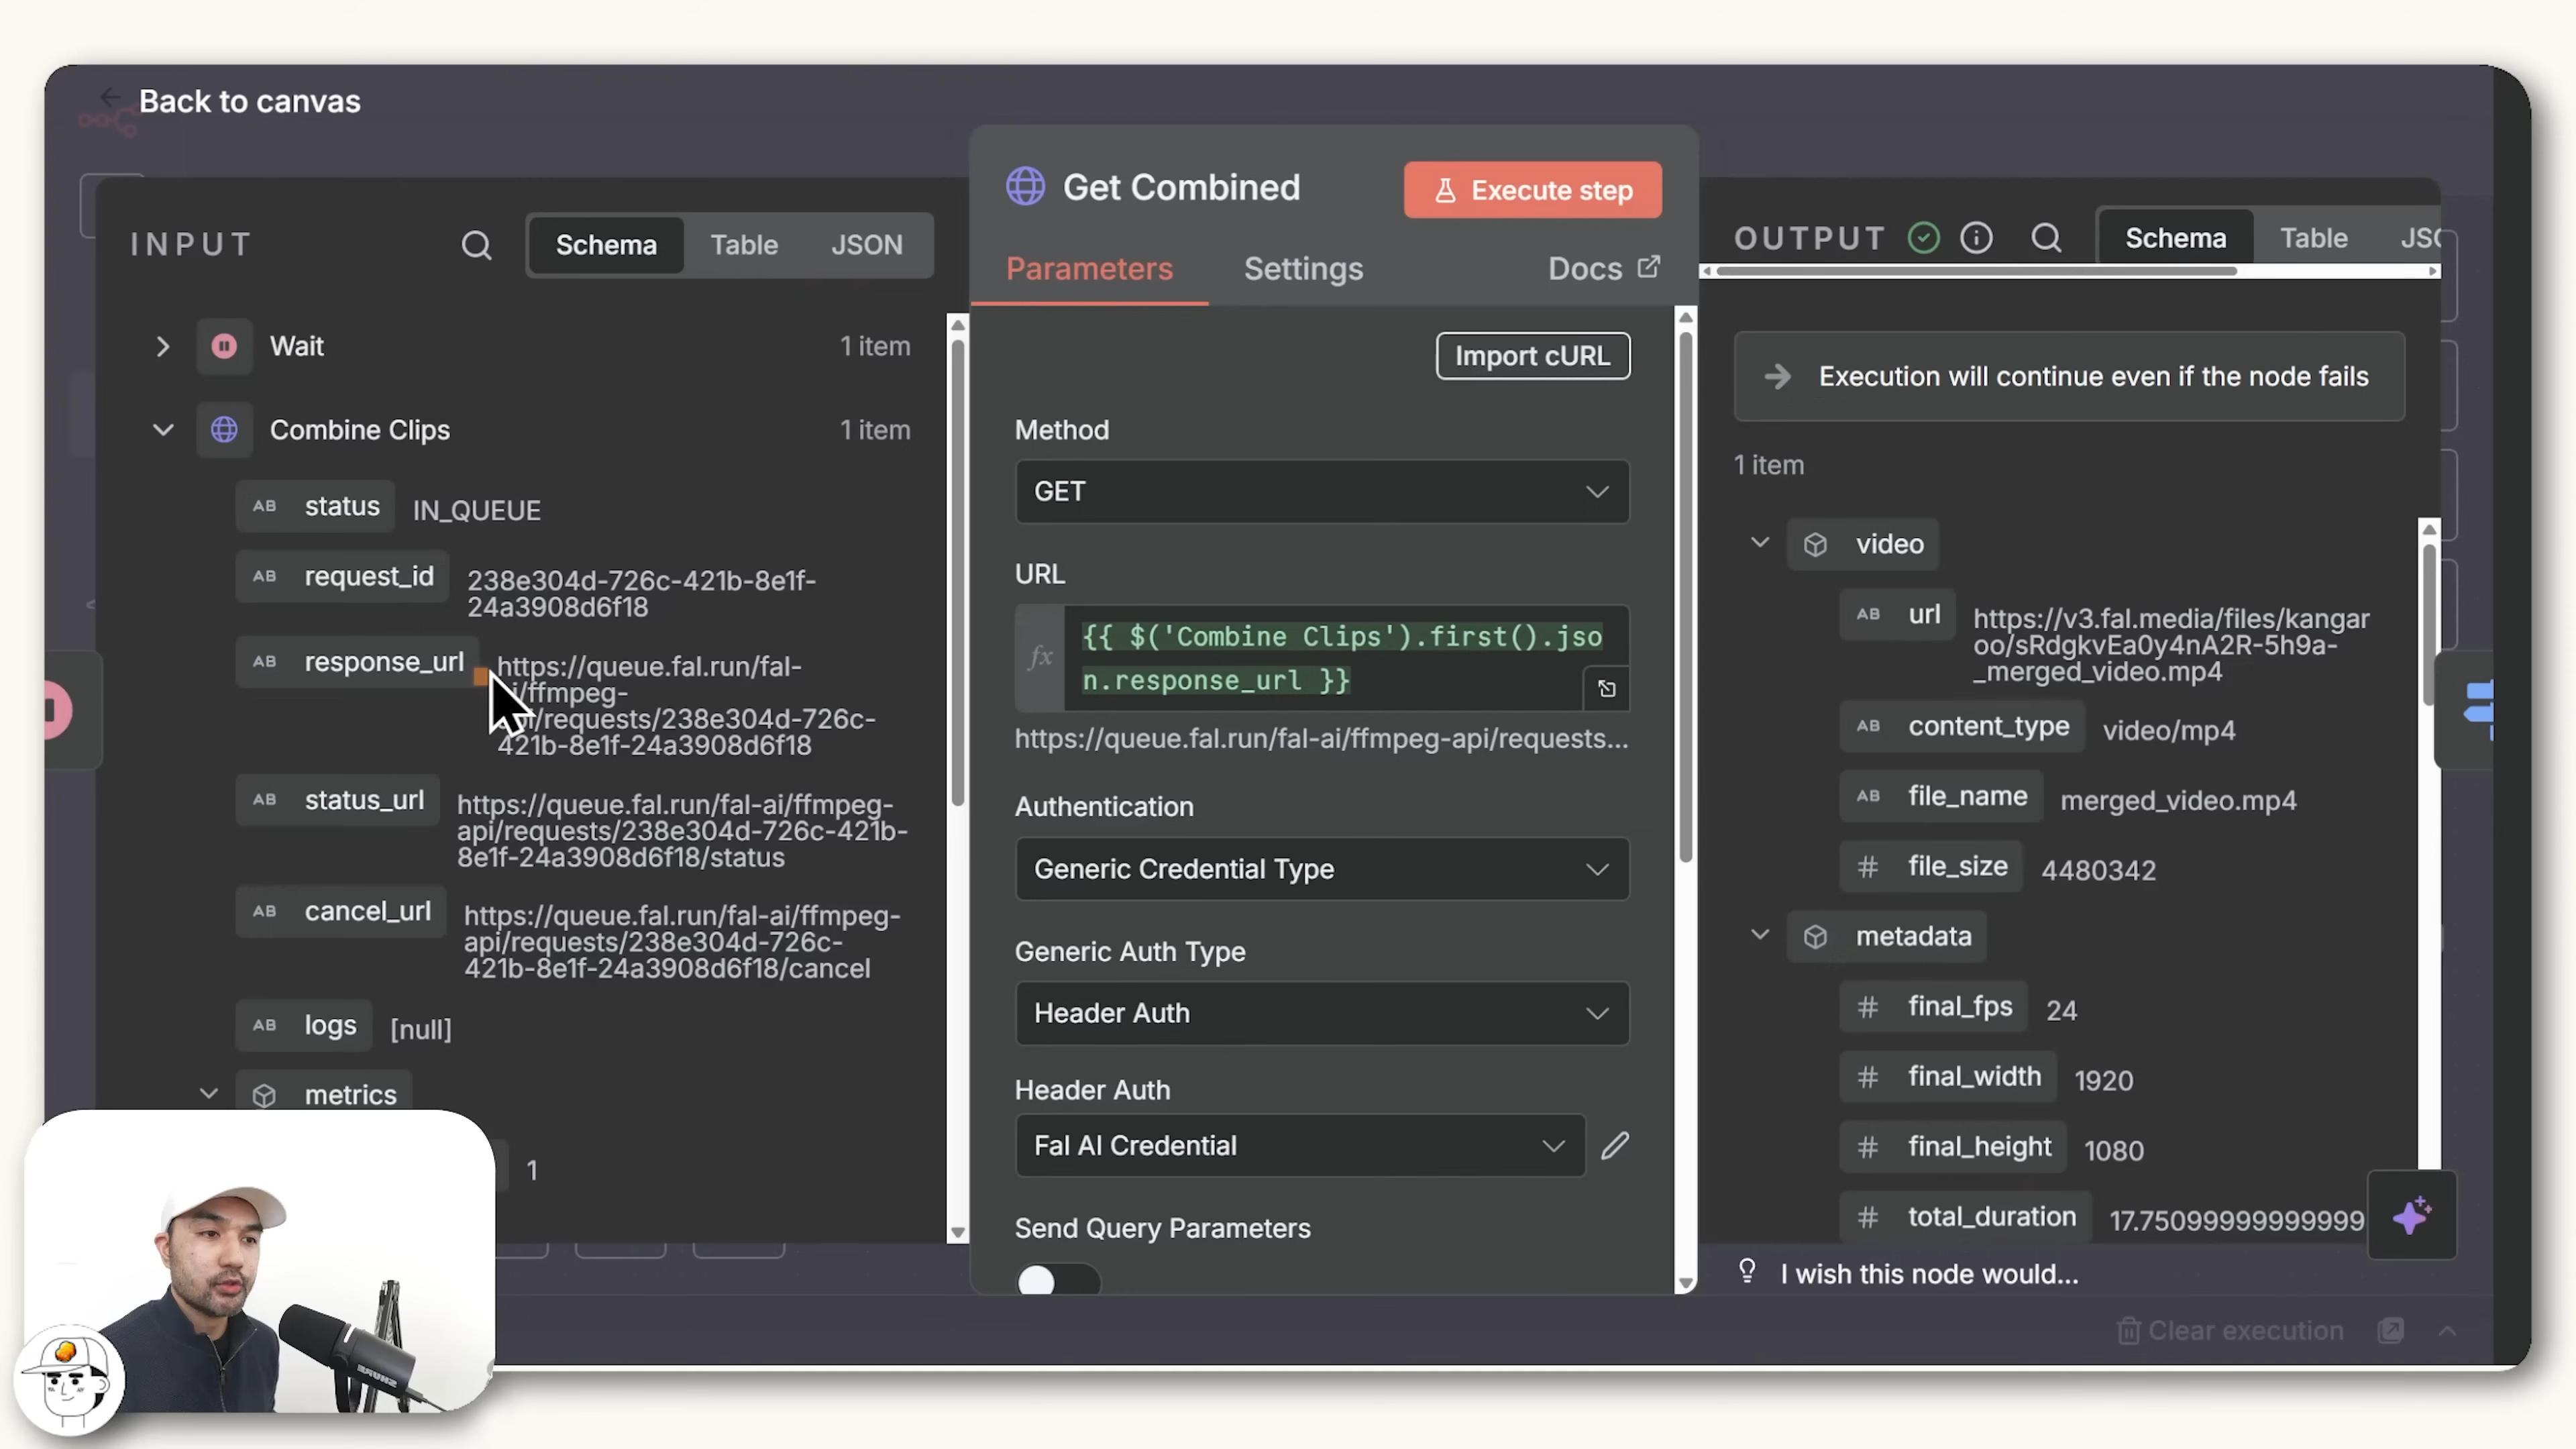 Back to canvas
INPUT
Schema
Table
JSON
Wait
1 item
Combine Clips
1 item
AB status IN_QUEUE
AB request_id 238e304d-726c-421b-8e1f-
24a3908d6f18
AB response_url https://queue.fal.run/fal-
/ffmpeg-
/requests/238e304d-726c-
421b-8e1f-24a3908d6f18
AB status_url https://queue.fal.run/fal-ai/ffmpeg-
api/requests/238e304d-726c-421b-
8e1f-24a3908d6f18/status
AB cancel_url https://queue.fal.run/fal-ai/ffmpeg-
api/requests/238e304d-726c-
421b-8e1f-24a3908d6f18/cancel
AB logs [null]
metrics
1
Get Combined
Execute step
Parameters
Settings
Docs
Import cURL
Method
GET
URL
fx
{{ $('Combine Clips').first().jso
n.response_url }}
https://queue.fal.run/fal-ai/ffmpeg-api/requests...
Authentication
Generic Credential Type
Generic Auth Type
Header Auth
Header Auth
Fal AI Credential
Send Query Parameters
OUTPUT
Schema
Table
Execution will continue even if the node fails
1 item
video
AB url https://v3.fal.media/files/kangar
oo/sRdgkvEa0y4nA2R-5h9a-
_merged_video.mp4
AB content_type video/mp4
AB file_name merged_video.mp4
# file_size 4480342
metadata
# final_fps 24
# final_width 1920
# final_height 1080
# total_duration 17.75099999999999
I wish this node would...
Clear execution
SHURE